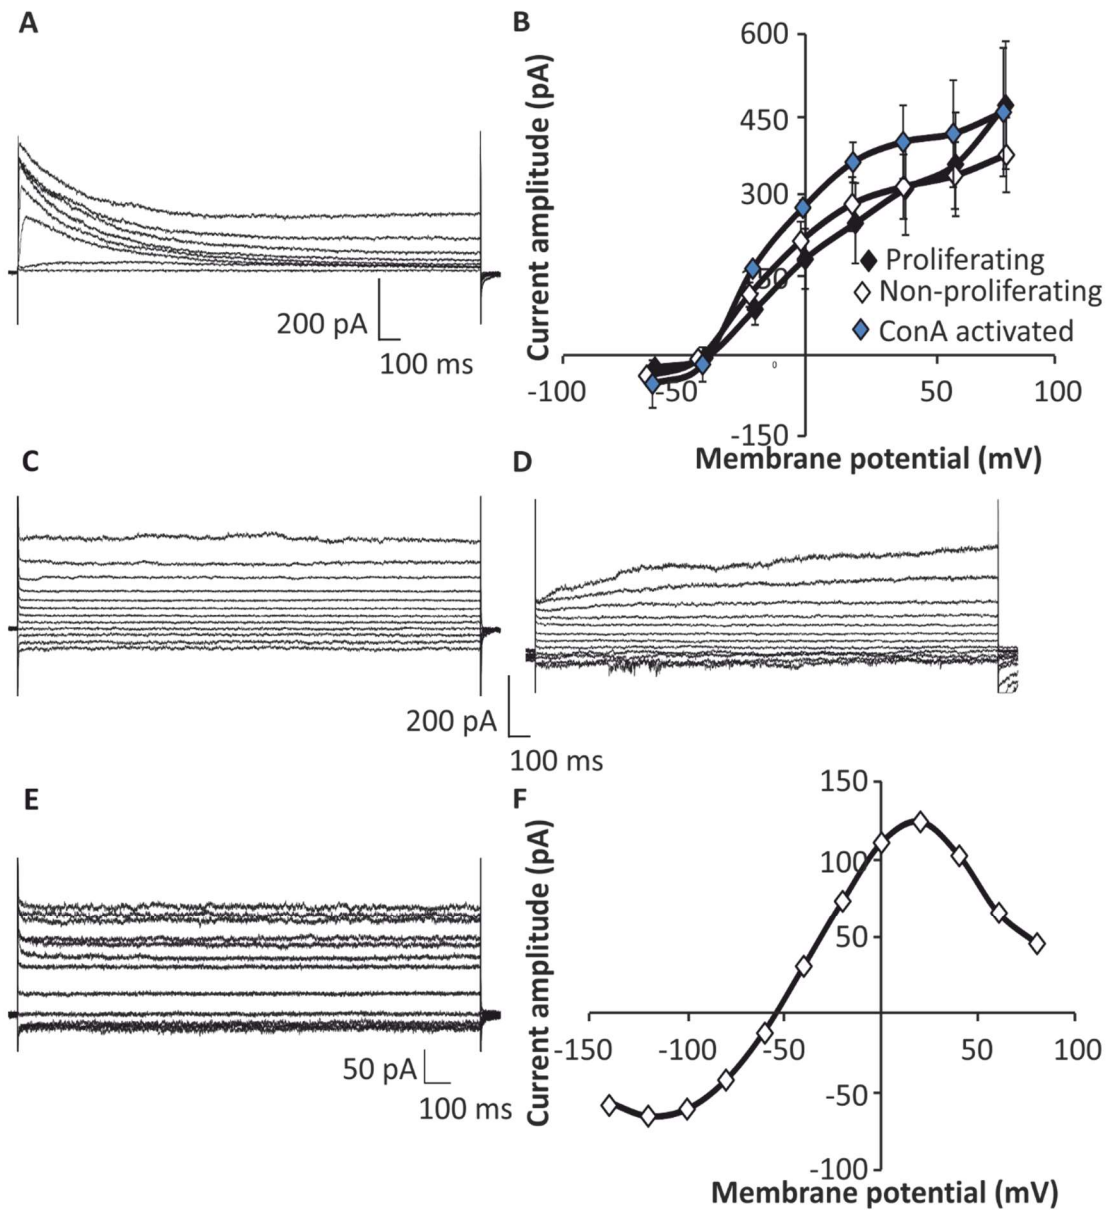 A
200 pA
100 ms
B
Current amplitude (pA)
600
450
300
50
-150
-100
-50
0
50
100
Membrane potential (mV)
Proliferating
Non-proliferating
ConA activated
C
D
200 pA
100 ms
E
50 pA
100 ms
F
Current amplitude (pA)
150
100
50
-50
-100
-150
-100
-50
50
100
Membrane potential (mV)